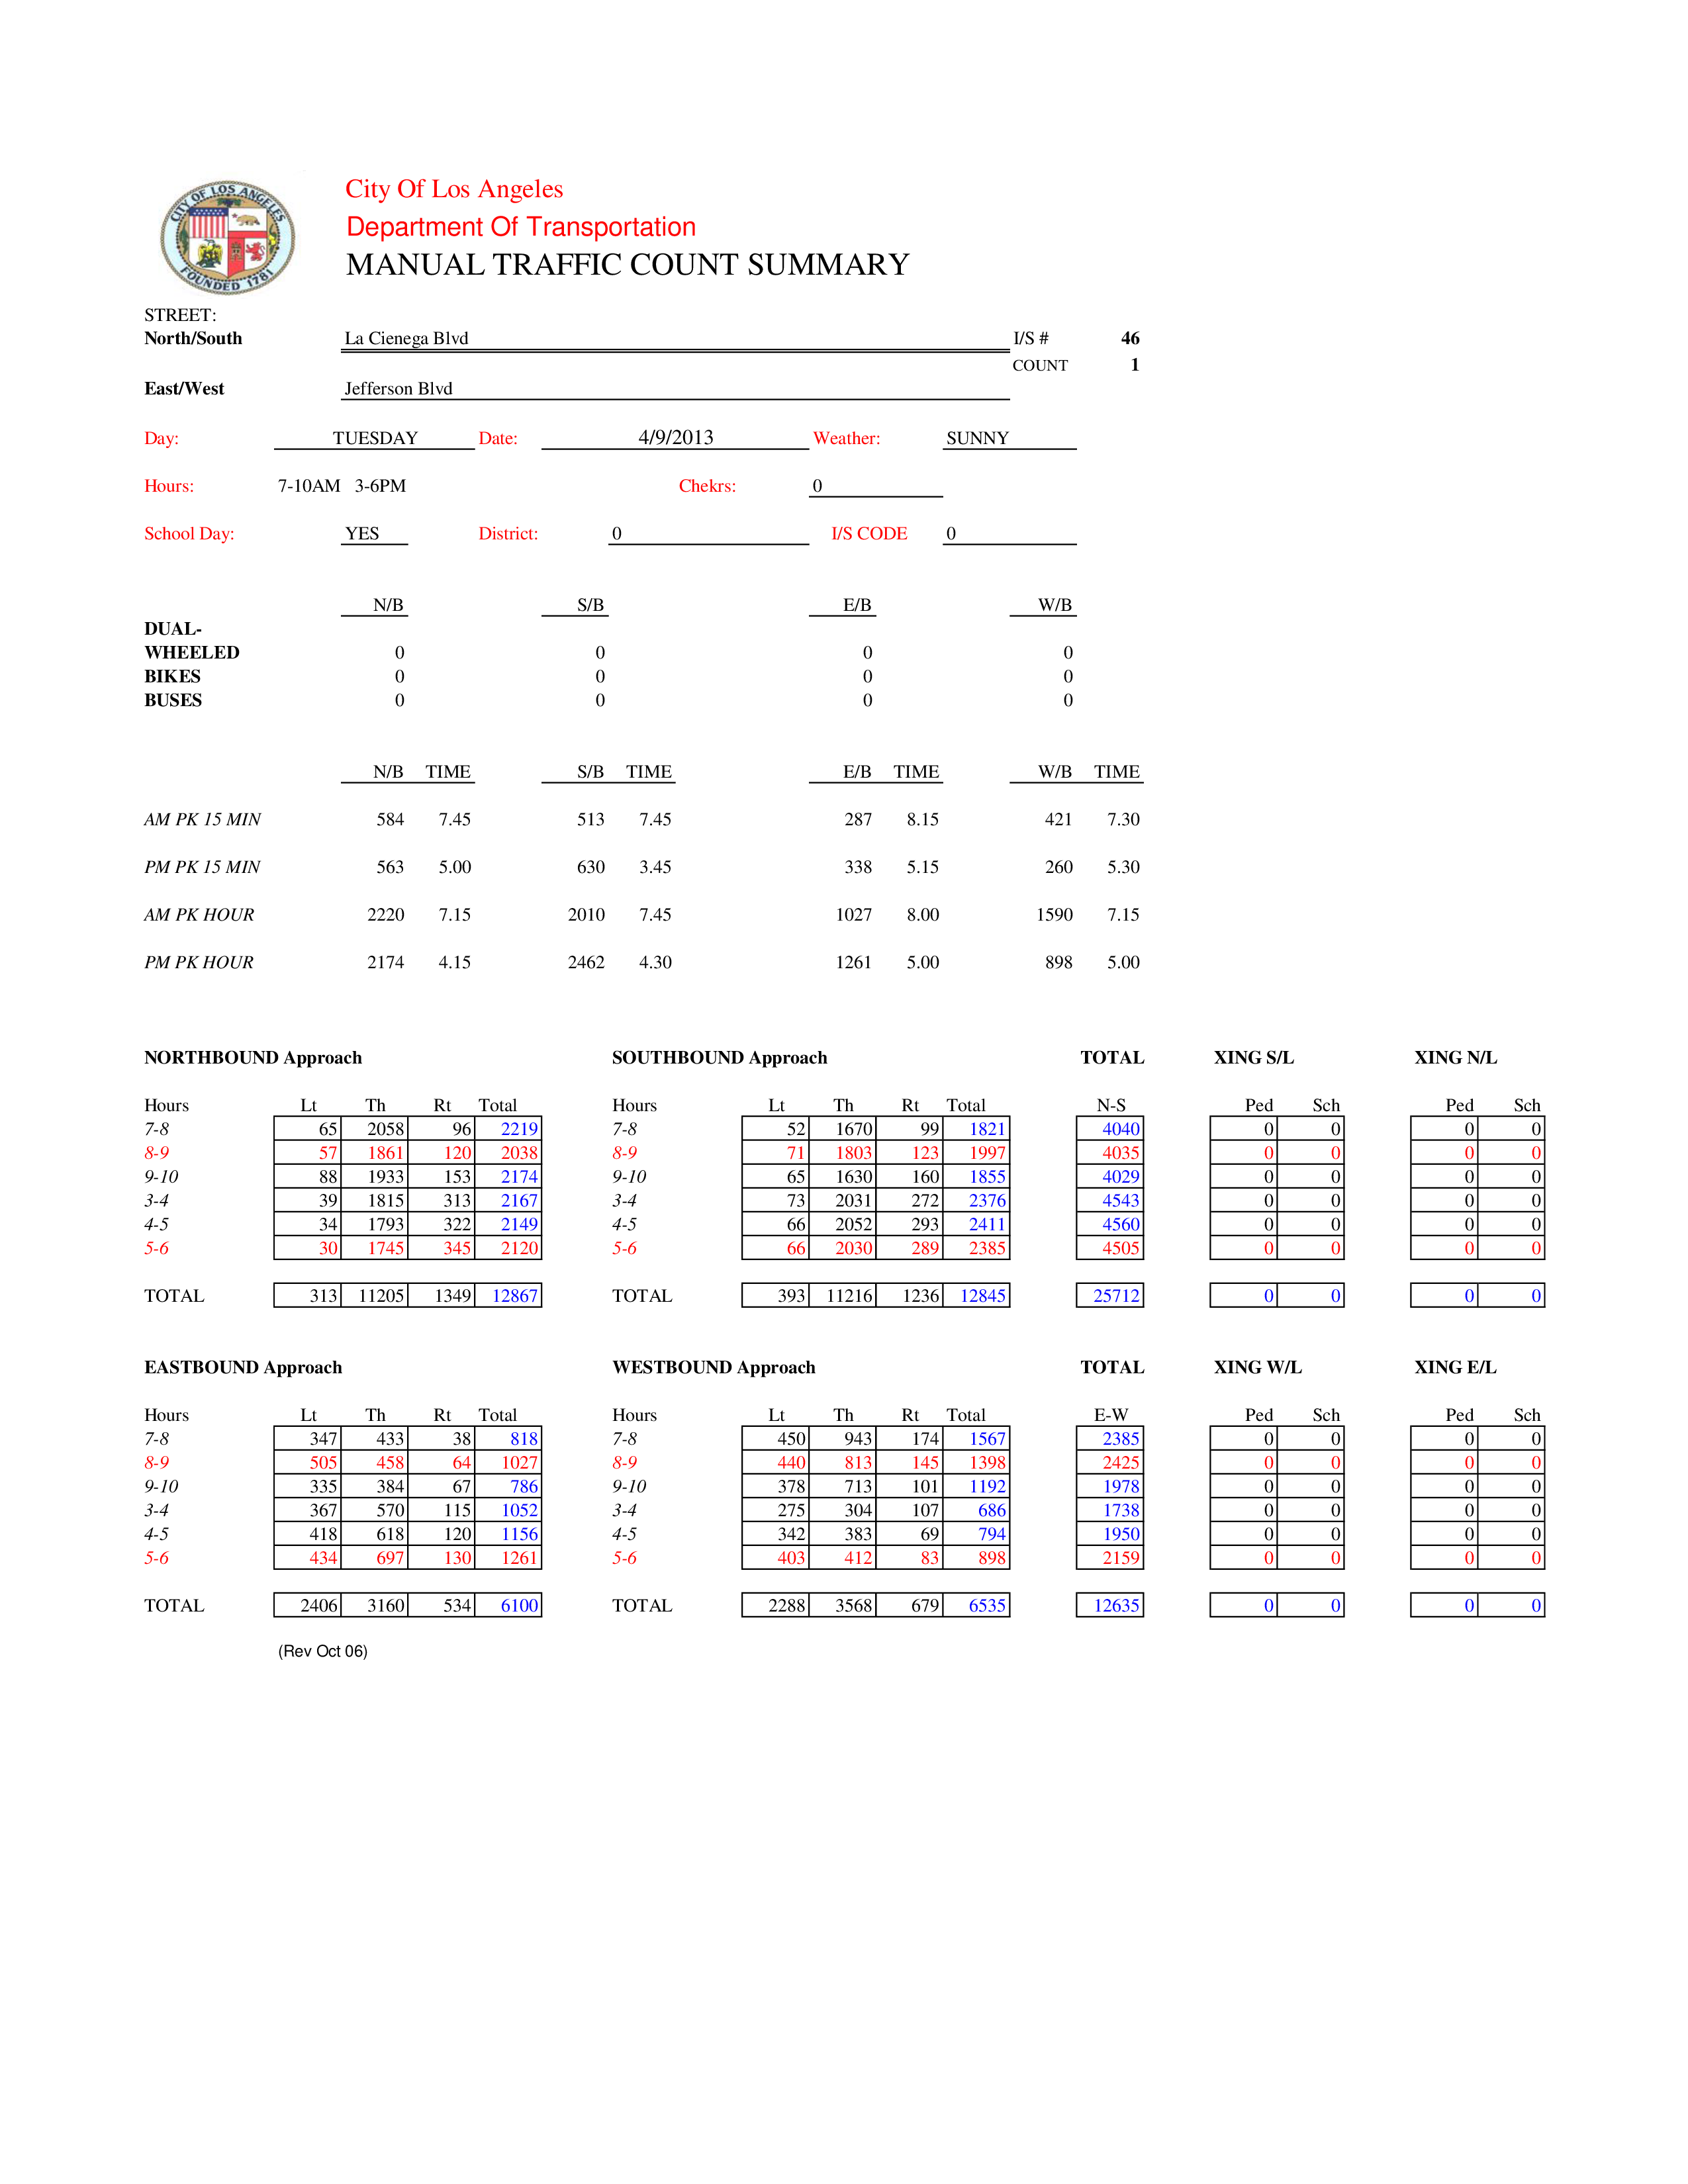 CITY OF LOS ANGELES
FOUNDED 1781
City Of Los Angeles
Department Of Transportation
MANUAL TRAFFIC COUNT SUMMARY
STREET:
North/South La Cienega Blvd I/S # 46
COUNT 1
East/West Jefferson Blvd
Day: TUESDAY Date: 4/9/2013 Weather: SUNNY
Hours: 7-10AM 3-6PM Chekrs: 0
School Day: YES District: 0 I/S CODE 0
N/B S/B E/B W/B
DUAL-
WHEELED 0 0 0 0
BIKES 0 0 0 0
BUSES 0 0 0 0
N/B TIME S/B TIME E/B TIME W/B TIME
AM PK 15 MIN 584 7.45 513 7.45 287 8.15 421 7.30
PM PK 15 MIN 563 5.00 630 3.45 338 5.15 260 5.30
AM PK HOUR 2220 7.15 2010 7.45 1027 8.00 1590 7.15
PM PK HOUR 2174 4.15 2462 4.30 1261 5.00 898 5.00
NORTHBOUND Approach SOUTHBOUND Approach TOTAL XING S/L XING N/L
Hours Lt Th Rt Total Hours Lt Th Rt Total N-S Ped Sch Ped Sch
7-8 65 2058 96 2219 7-8 52 1670 99 1821 4040 0 0 0 0
8-9 57 1861 120 2038 8-9 71 1803 123 1997 4035 0 0 0 0
9-10 88 1933 153 2174 9-10 65 1630 160 1855 4029 0 0 0 0
3-4 39 1815 313 2167 3-4 73 2031 272 2376 4543 0 0 0 0
4-5 34 1793 322 2149 4-5 66 2052 293 2411 4560 0 0 0 0
5-6 30 1745 345 2120 5-6 66 2030 289 2385 4505 0 0 0 0
TOTAL 313 11205 1349 12867 TOTAL 393 11216 1236 12845 25712 0 0 0 0
EASTBOUND Approach WESTBOUND Approach TOTAL XING W/L XING E/L
Hours Lt Th Rt Total Hours Lt Th Rt Total E-W Ped Sch Ped Sch
7-8 347 433 38 818 7-8 450 943 174 1567 2385 0 0 0 0
8-9 505 458 64 1027 8-9 440 813 145 1398 2425 0 0 0 0
9-10 335 384 67 786 9-10 378 713 101 1192 1978 0 0 0 0
3-4 367 570 115 1052 3-4 275 304 107 686 1738 0 0 0 0
4-5 418 618 120 1156 4-5 342 383 69 794 1950 0 0 0 0
5-6 434 697 130 1261 5-6 403 412 83 898 2159 0 0 0 0
TOTAL 2406 3160 534 6100 TOTAL 2288 3568 679 6535 12635 0 0 0 0
(Rev Oct 06)